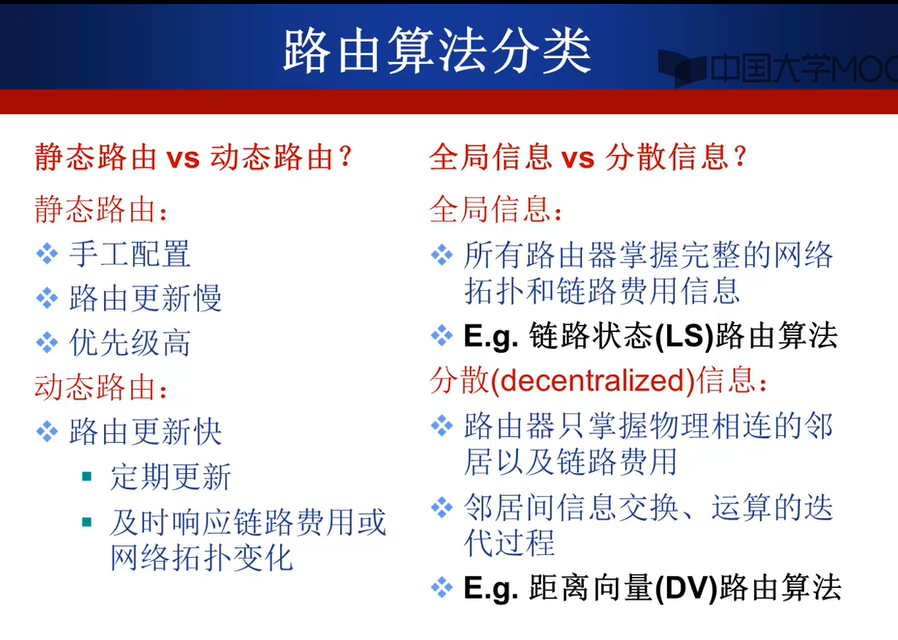 路由算法分类
中国大学MOO
静态路由 vs 动态路由？
静态路由：
手工配置
路由更新慢
优先级高
动态路由：
路由更新快
定期更新
及时响应链路费用或
网络拓扑变化
全局信息 vs 分散信息？
全局信息：
所有路由器掌握完整的网络
拓扑和链路费用信息
E.g. 链路状态(LS)路由算法
分散(decentralized)信息：
路由器只掌握物理相连的邻
居以及链路费用
邻居间信息交换、运算的迭
代过程
E.g. 距离向量(DV)路由算法